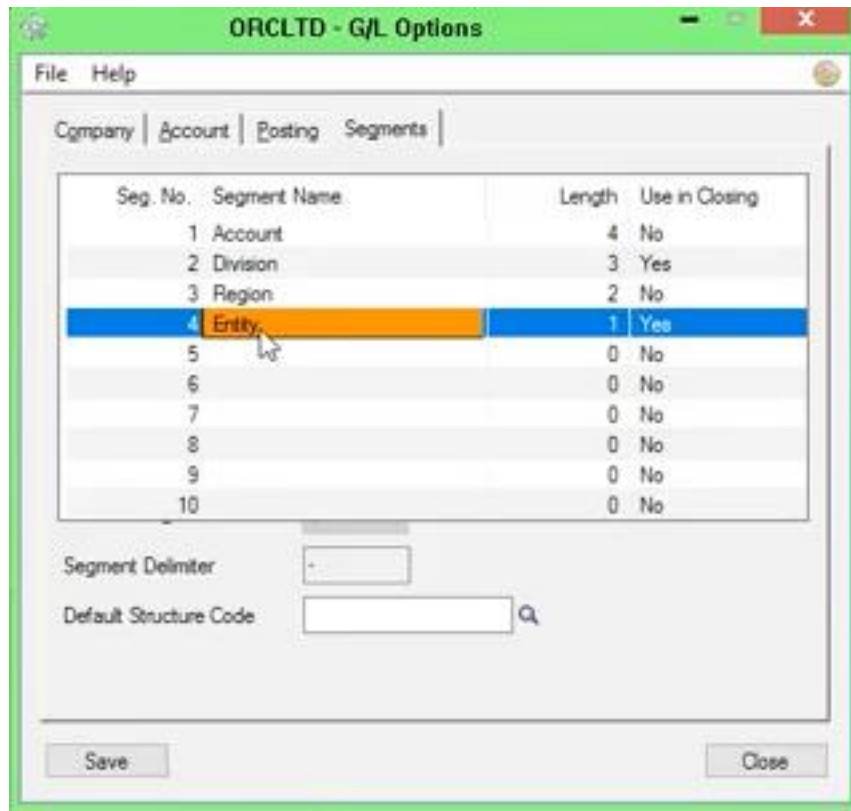 ORCLTD - G/L Options
File Help
Company Account Posting Segments
Seg. No. Segment Name Length Use in Closing
1 Account 4 No
2 Division 3 Yes
3 Region 2 No
4 Entity 1 Yes
5 0 No
6 0 No
7 0 No
8 0 No
9 0 No
10 0 No
Segment Delimiter -
Default Structure Code
Save Close